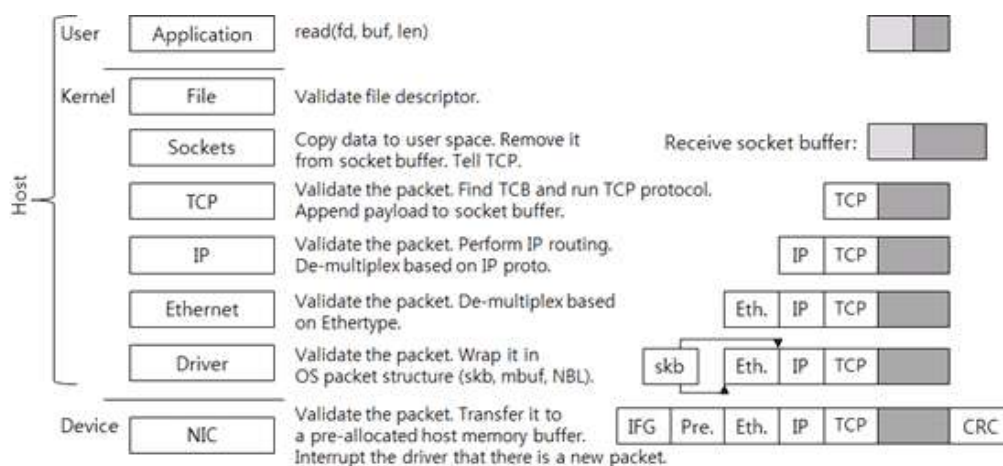 User Application read(fd, buf, len)
Kernel File Validate file descriptor.
Sockets Copy data to user space. Remove it
from socket buffer. Tell TCP.
Receive socket buffer:
TCP Validate the packet. Find TCB and run TCP protocol.
Append payload to socket buffer.
TCP
IP Validate the packet. Perform IP routing.
De-multiplex based on IP proto.
IP TCP
Ethernet Validate the packet. De-multiplex based
on Ethertype.
Eth. IP TCP
Driver Validate the packet. Wrap it in
OS packet structure (skb, mbuf, NBL).
skb Eth. IP TCP
Host
Device NIC Validate the packet. Transfer it to
a pre-allocated host memory buffer.
Interrupt the driver that there is a new packet.
IFG Pre. Eth. IP TCP CRC